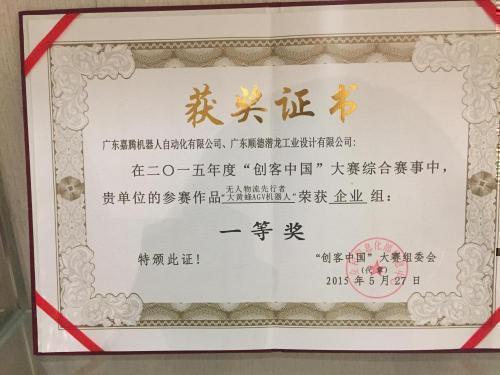 获奖证书
广东嘉腾机器人自动化有限公司、广东顺德潜龙工业设计有限公司:
在二〇一五年度“创客中国”大赛综合赛事中,
贵单位的参赛作品“无人物流先行者
大黄蜂AGV机器人”荣获 企业 组:
一等奖
特颁此证!
“创客中国”大赛组委会
(代章)
2015年5月27日